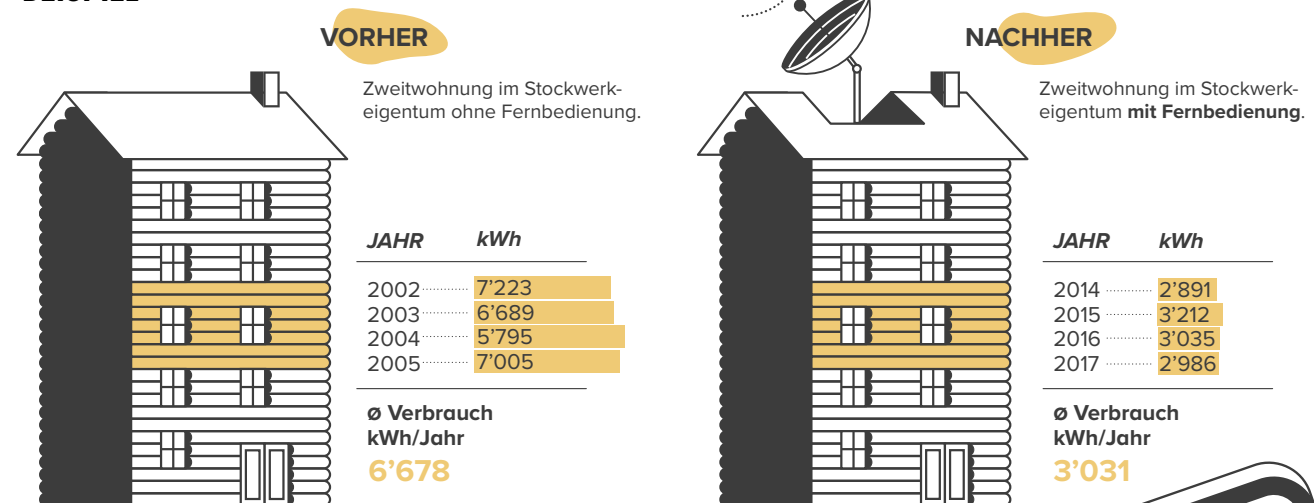 VORHER
Zweitwohnung im Stockwerk-
eigentum ohne Fernbedienung.
JAHR kWh
2002 7’223
2003 6’689
2004 5’795
2005 7’005
ø Verbrauch
kWh/Jahr
6’678
NACHHER
Zweitwohnung im Stockwerk-
eigentum mit Fernbedienung.
JAHR kWh
2014 2’891
2015 3’212
2016 3’035
2017 2’986
ø Verbrauch
kWh/Jahr
3’031